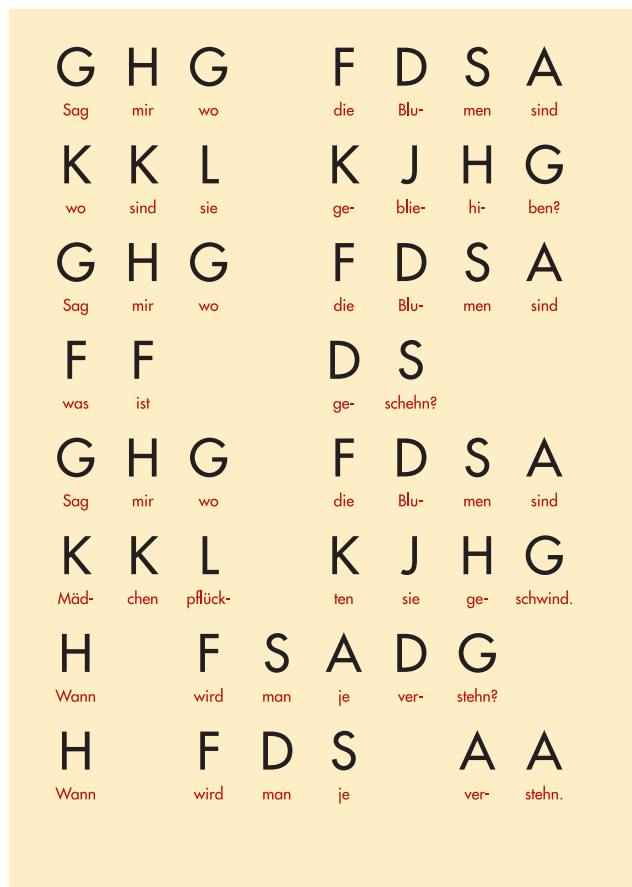 G H G F D S A
Sag mir wo die Blu- men sind
K K L K J H G
wo sind sie ge- blie- hi- ben?
G H G F D S A
Sag mir wo die Blu- men sind
F F D S
was ist ge- schehn?
G H G F D S A
Sag mir wo die Blu- men sind
K K L K J H G
Mäd- chen pflück- ten sie ge- schwind.
H F S A D G
Wann wird man je ver- stehn?
H F D S A A
Wann wird man je ver- stehn.